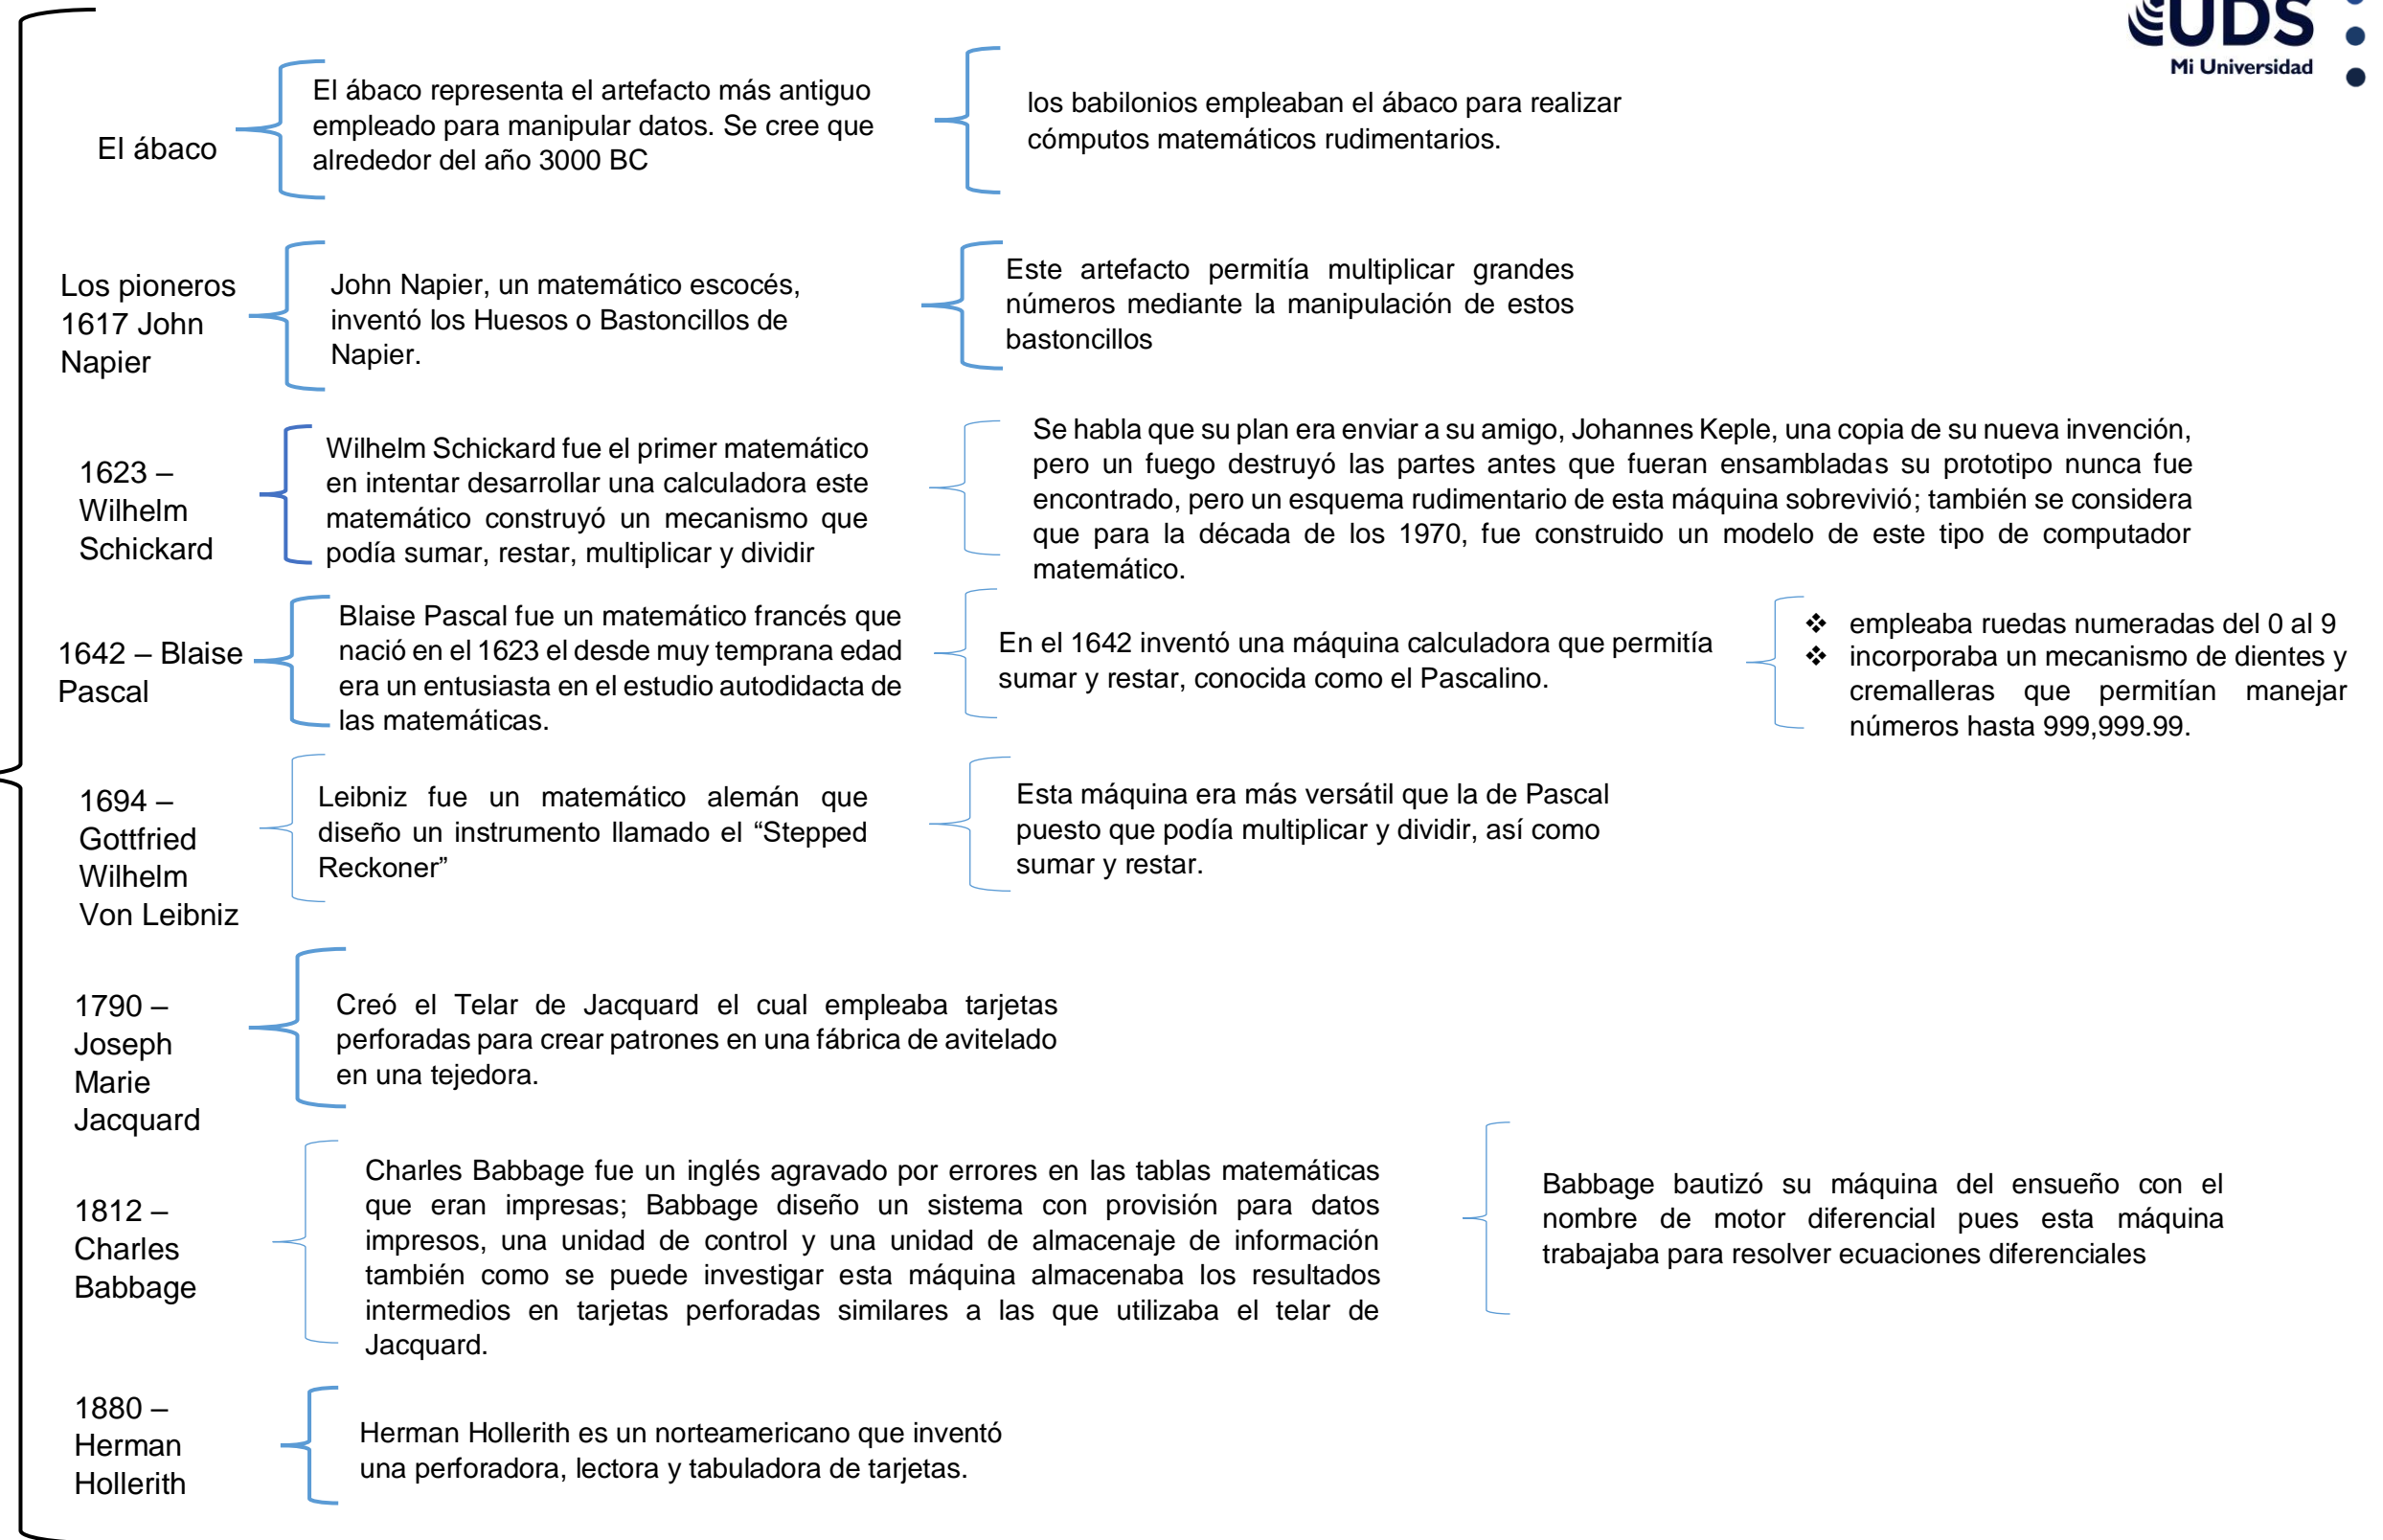 UDS
Mi Universidad
El ábaco
El ábaco representa el artefacto más antiguo
empleado para manipular datos. Se cree que
alrededor del año 3000 BC
los babilonios empleaban el ábaco para realizar
cómputos matemáticos rudimentarios.
Los pioneros
1617 John
Napier
John Napier, un matemático escocés,
inventó los Huesos o Bastoncillos de
Napier.
Este artefacto permitía multiplicar grandes
números mediante la manipulación de estos
bastoncillos
1623 –
Wilhelm
Schickard
Wilhelm Schickard fue el primer matemático
en intentar desarrollar una calculadora este
matemático construyó un mecanismo que
podía sumar, restar, multiplicar y dividir
Se habla que su plan era enviar a su amigo, Johannes Keple, una copia de su nueva invención,
pero un fuego destruyó las partes antes que fueran ensambladas su prototipo nunca fue
encontrado, pero un esquema rudimentario de esta máquina sobrevivió; también se considera
que para la década de los 1970, fue construido un modelo de este tipo de computador
matemático.
1642 – Blaise
Pascal
Blaise Pascal fue un matemático francés que
nació en el 1623 el desde muy temprana edad
era un entusiasta en el estudio autodidacta de
las matemáticas.
En el 1642 inventó una máquina calculadora que permitía
sumar y restar, conocida como el Pascalino.
❖ empleaba ruedas numeradas del 0 al 9
❖ incorporaba un mecanismo de dientes y
cremalleras que permitían manejar
números hasta 999,999.99.
1694 –
Gottfried
Wilhelm
Von Leibniz
Leibniz fue un matemático alemán que
diseño un instrumento llamado el “Stepped
Reckoner”
Esta máquina era más versátil que la de Pascal
puesto que podía multiplicar y dividir, así como
sumar y restar.
1790 –
Joseph
Marie
Jacquard
Creó el Telar de Jacquard el cual empleaba tarjetas
perforadas para crear patrones en una fábrica de avitelado
en una tejedora.
1812 –
Charles
Babbage
Charles Babbage fue un inglés agravado por errores en las tablas matemáticas
que eran impresas; Babbage diseño un sistema con provisión para datos
impresos, una unidad de control y una unidad de almacenaje de información
también como se puede investigar esta máquina almacenaba los resultados
intermedios en tarjetas perforadas similares a las que utilizaba el telar de
Jacquard.
Babbage bautizó su máquina del ensueño con el
nombre de motor diferencial pues esta máquina
trabajaba para resolver ecuaciones diferenciales
1880 –
Herman
Hollerith
Herman Hollerith es un norteamericano que inventó
una perforadora, lectora y tabuladora de tarjetas.